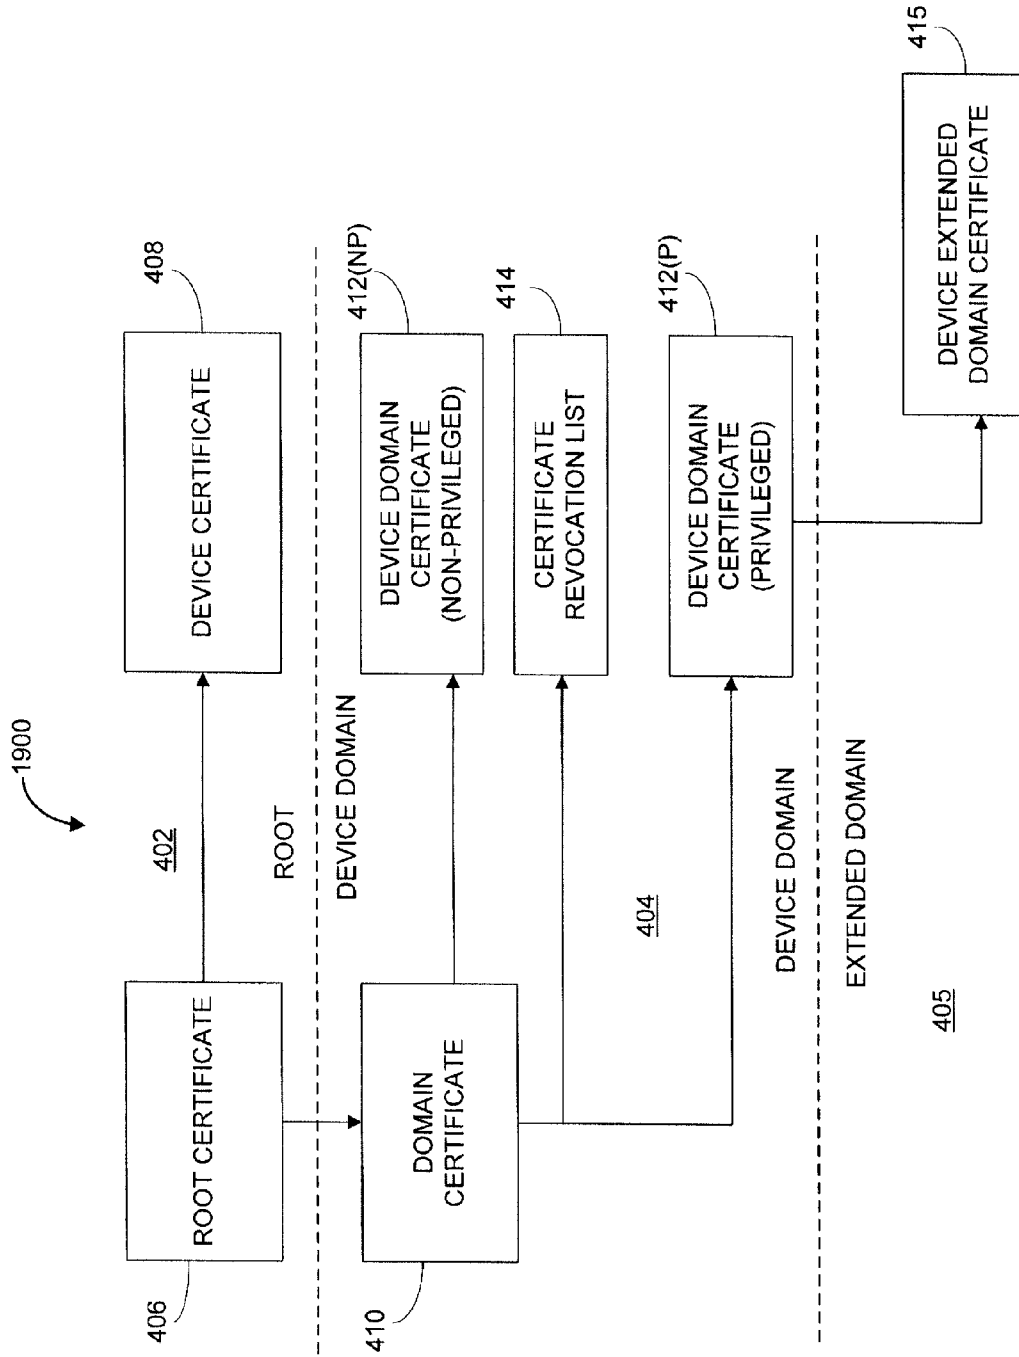 1900
402
ROOT CERTIFICATE
406
DEVICE CERTIFICATE
408
ROOT
DEVICE DOMAIN
DOMAIN
CERTIFICATE
410
DEVICE DOMAIN
CERTIFICATE
(NON-PRIVILEGED)
412(NP)
CERTIFICATE
REVOCATION LIST
414
404
DEVICE DOMAIN
CERTIFICATE
(PRIVILEGED)
412(P)
DEVICE DOMAIN
EXTENDED DOMAIN
405
DEVICE EXTENDED
DOMAIN CERTIFICATE
415